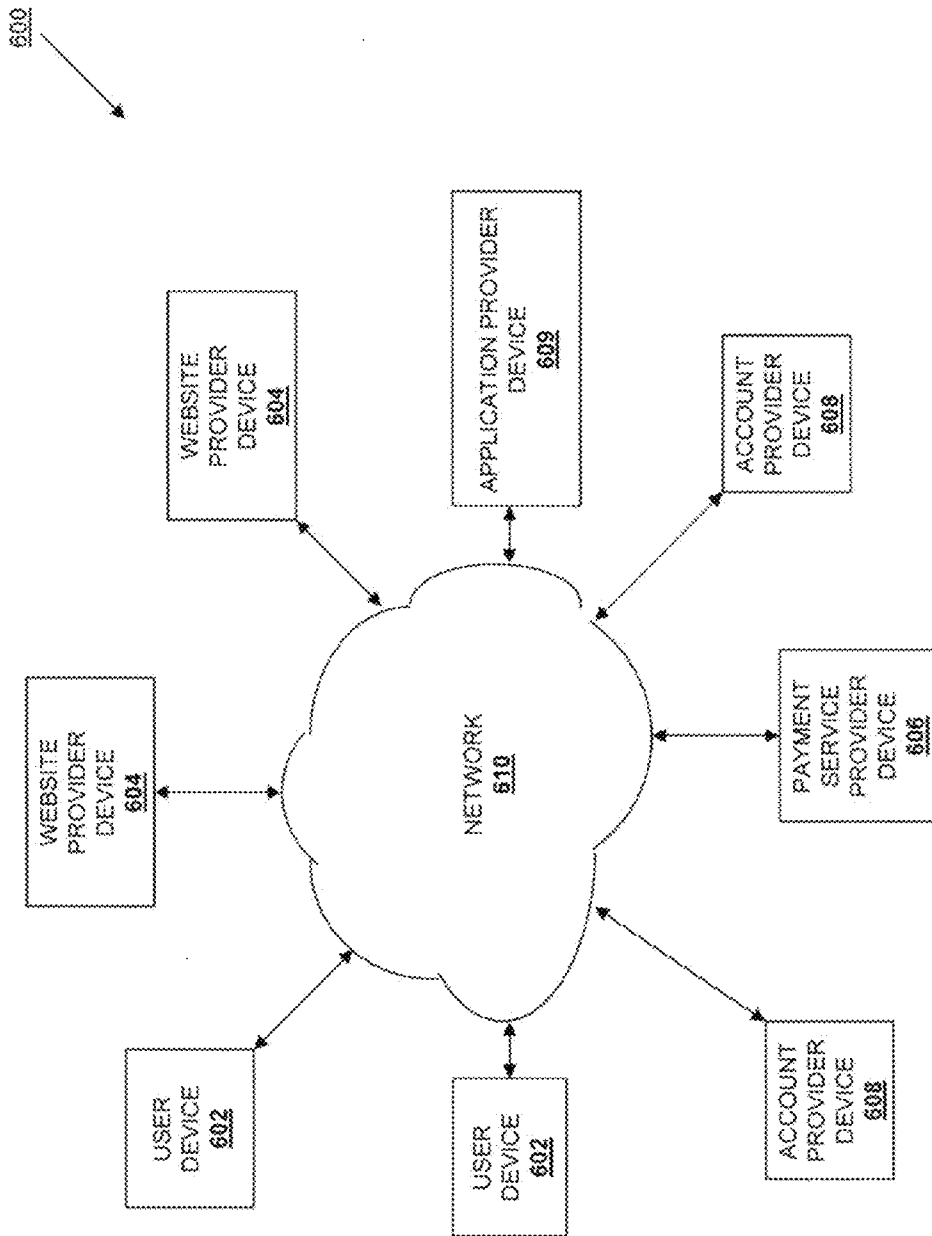 600
WEBSITE
PROVIDER
DEVICE
604
WEBSITE
PROVIDER
DEVICE
604
USER
DEVICE
602
USER
DEVICE
602
NETWORK
610
APPLICATION PROVIDER
DEVICE
609
ACCOUNT
PROVIDER
DEVICE
608
PAYMENT
SERVICE
PROVIDER
DEVICE
606
ACCOUNT
PROVIDER
DEVICE
608